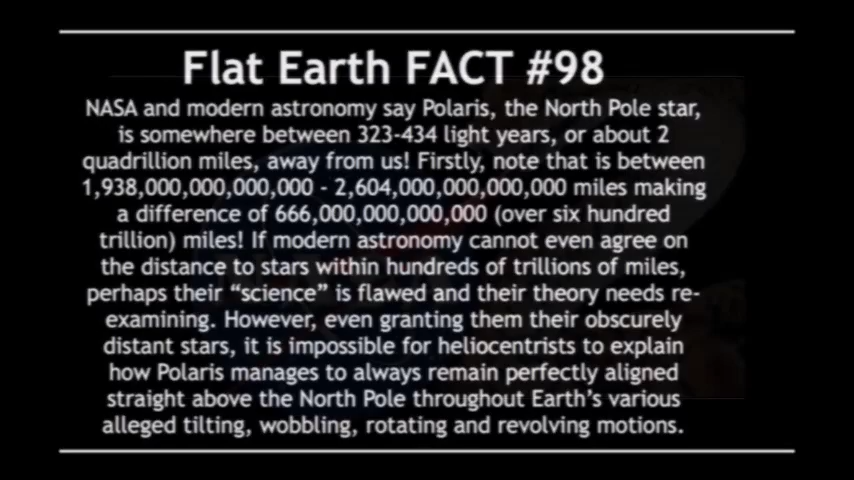 Flat Earth FACT #98
NASA and modern astronomy say Polaris, the North Pole star,
is somewhere between 323-434 light years, or about 2
quadrillion miles, away from us! Firstly, note that is between
1,938,000,000,000,000 - 2,604,000,000,000,000 miles making
a difference of 666,000,000,000,000 (over six hundred
trillion) miles! If modern astronomy cannot even agree on
the distance to stars within hundreds of trillions of miles,
perhaps their “science” is flawed and their theory needs re-
examining. However, even granting them their obscurely
distant stars, it is impossible for heliocentrists to explain
how Polaris manages to always remain perfectly aligned
straight above the North Pole throughout Earth’s various
alleged tilting, wobbling, rotating and revolving motions.